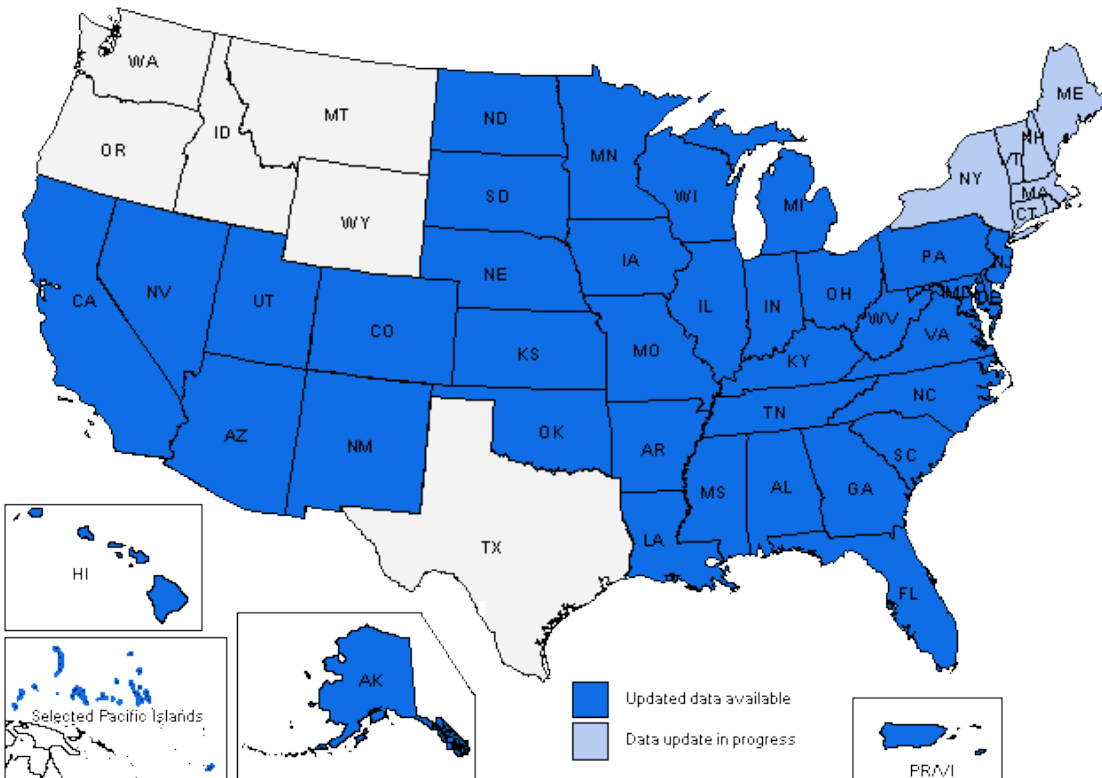 WA
ME
MT
ND
ID
NH
OR
MN
NY
MA
SD
WI
MI
CT
WY
PA
IA
NE
NJ
OH
CA
NV
UT
IL
IN
MD
DE
CO
WV
VA
KS
MO
KY
NC
TN
AZ
NM
OK
AR
SC
MS
AL
GA
LA
TX
HI
FL
AK
Updated data available
Selected Pacific Islands
Data update in progress
PR/VI